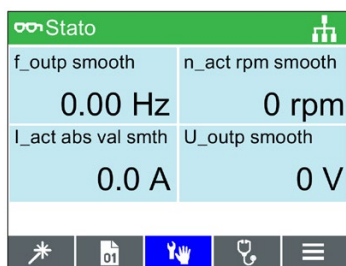 Stato
f_outp smooth
n_act rpm smooth
0.00 Hz
0 rpm
I_act abs val smth
U_outp smooth
0.0 A
0 V
01